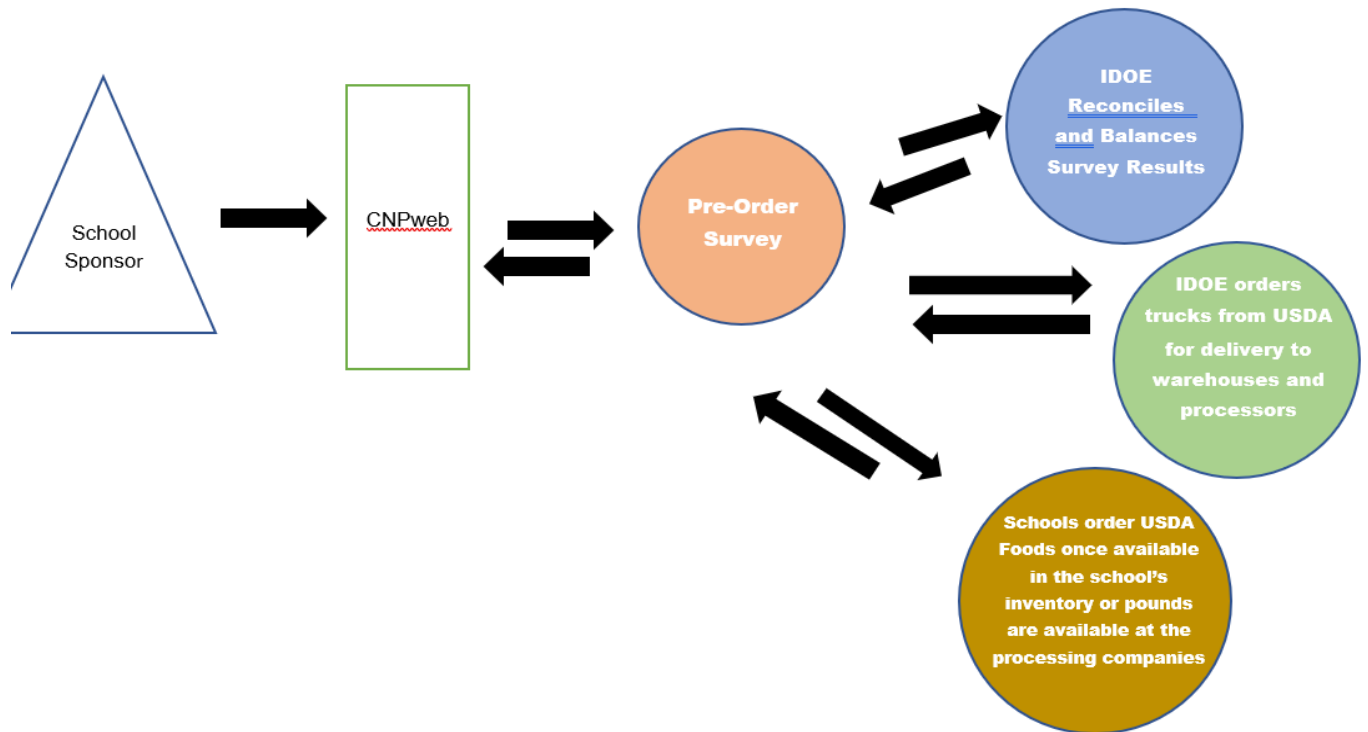 School
Sponsor
CNPweb
Pre-Order
Survey
IDOE
Reconciles
and Balances
Survey Results
IDOE orders
trucks from USDA
for delivery to
warehouses and
processors
Schools order USDA
Foods once available
in the school’s
inventory or pounds
are available at the
processing companies